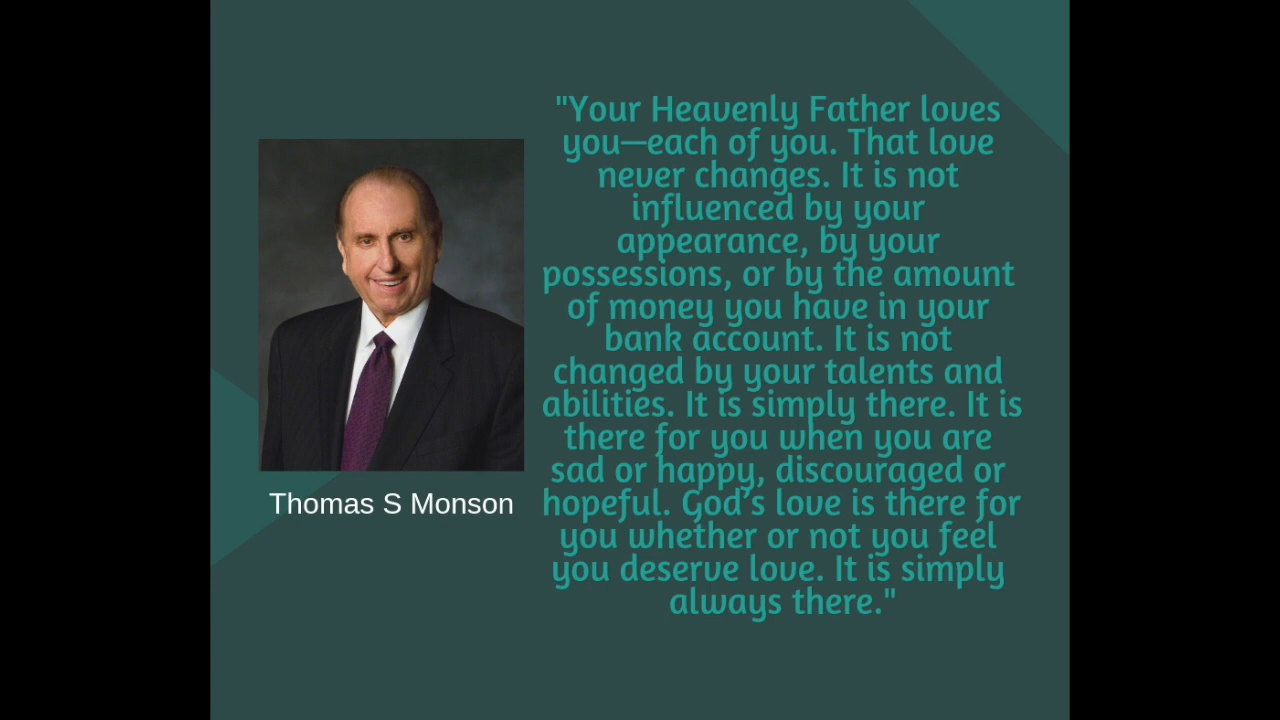 "Your Heavenly Father loves
you—each of you. That love
never changes. It is not
influenced by your
appearance, by your
possessions, or by the amount
of money you have in your
bank account. It is not
changed by your talents and
abilities. It is simply there. It is
there for you when you are
sad or happy, discouraged or
hopeful. God’s love is there for
you whether or not you feel
you deserve love. It is simply
always there."
Thomas S Monson